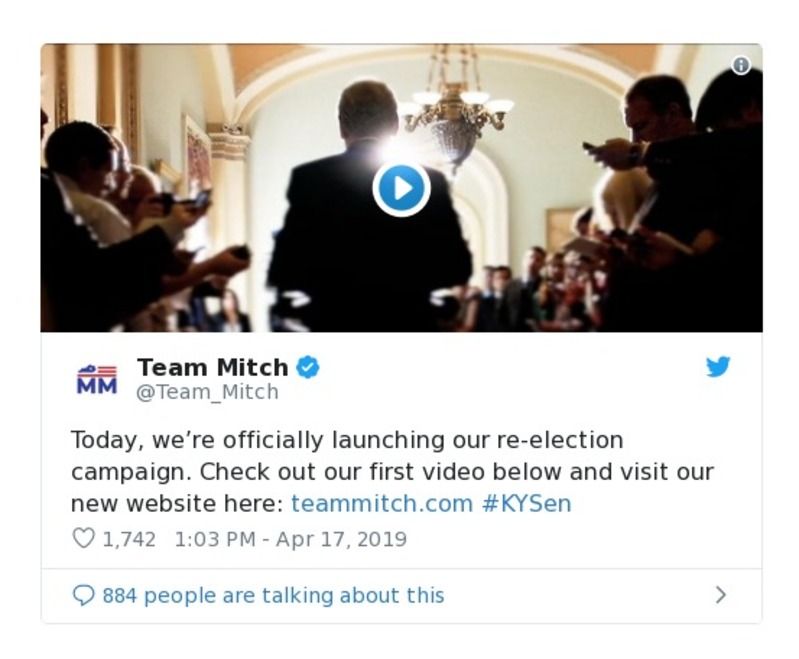 MM
Team Mitch
@Team_Mitch
Today, we’re officially launching our re-election
campaign. Check out our first video below and visit our
new website here: teammitch.com #KYSen
1,742 1:03 PM - Apr 17, 2019
884 people are talking about this